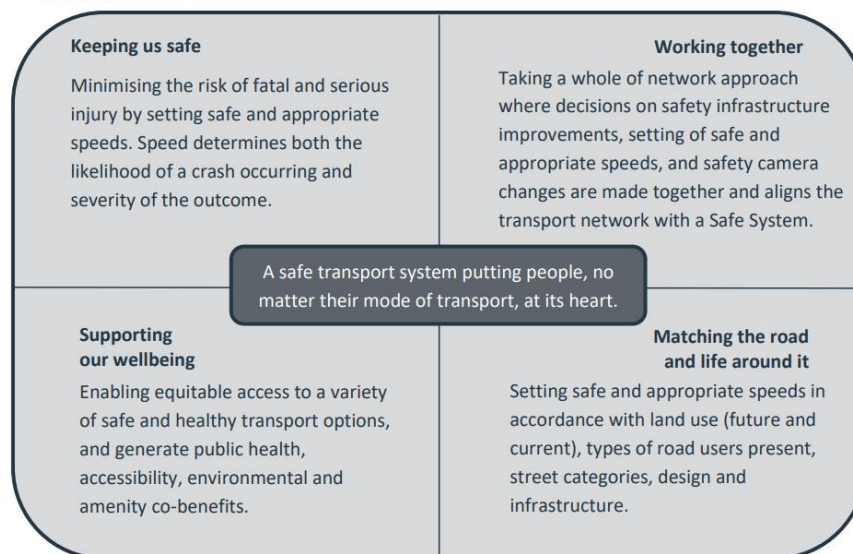 Keeping us safe
Minimising the risk of fatal and serious
injury by setting safe and appropriate
speeds. Speed determines both the
likelihood of a crash occurring and
severity of the outcome.
Working together
Taking a whole of network approach
where decisions on safety infrastructure
improvements, setting of safe and
appropriate speeds, and safety camera
changes are made together and aligns the
transport network with a Safe System.
A safe transport system putting people, no
matter their mode of transport, at its heart.
Supporting
our wellbeing
Enabling equitable access to a variety
of safe and healthy transport options,
and generate public health,
accessibility, environmental and
amenity co-benefits.
Matching the road
and life around it
Setting safe and appropriate speeds in
accordance with land use (future and
current), types of road users present,
street categories, design and
infrastructure.